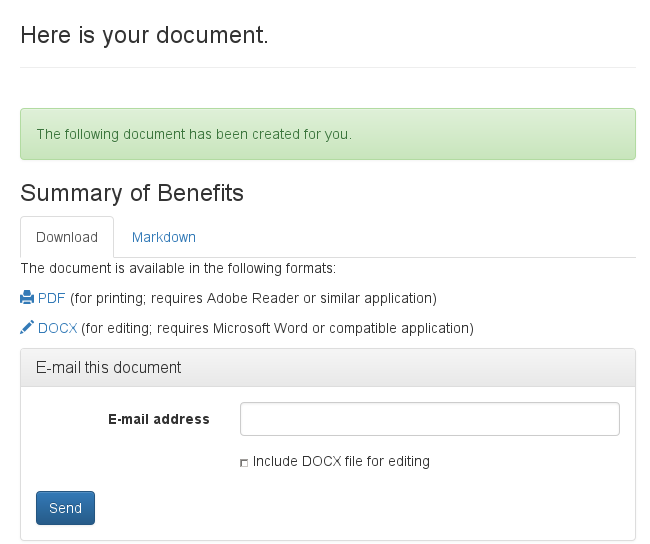 Here is your document.
The following document has been created for you.
Summary of Benefits
Download Markdown
The document is available in the following formats:
PDF (for printing; requires Adobe Reader or similar application)
DOCX (for editing; requires Microsoft Word or compatible application)
E-mail this document
E-mail address
Include DOCX file for editing
Send